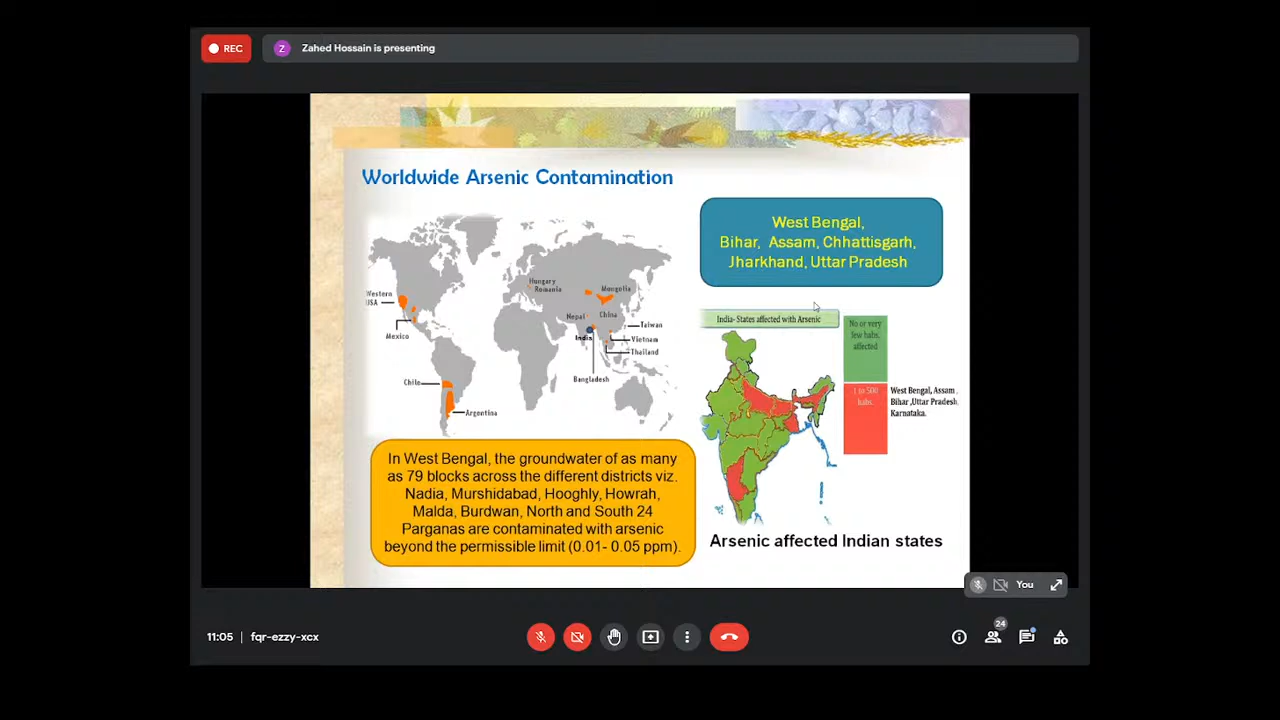 REC
Z
Zahed Hossain is presenting
Worldwide Arsenic Contamination
Western
USA
Mexico
Chile
Argentina
Hungary
Romania
Mongolia
Nepal
China
India
Taiwan
Vietnam
Thailand
Bangladesh
West Bengal,
Bihar, Assam, Chhattisgarh,
Jharkhand, Uttar Pradesh
India- States affected with Arsenic
No or very
few habs.
affected
1 to 500
habs.
West Bengal, Assam,
Bihar ,Uttar Pradesh,
Karnataka.
In West Bengal, the groundwater of as many
as 79 blocks across the different districts viz.
Nadia, Murshidabad, Hooghly, Howrah,
Malda, Burdwan, North and South 24
Parganas are contaminated with arsenic
beyond the permissible limit (0.01- 0.05 ppm).
Arsenic affected Indian states
You
11:05 | fqr-ezzy-xcx
24